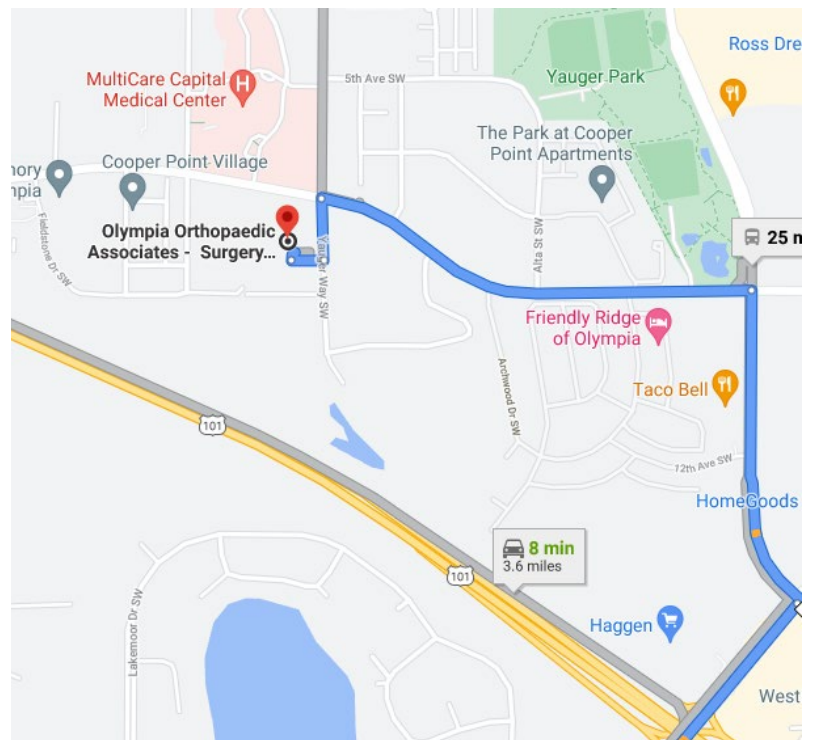 Ross Dre
5th Ave SW
Yauger Park
MultiCare Capital
Medical Center
H
The Park at Cooper
Point Apartments
Cooper Point Village
nory
npia
Fieldstone Dr SW
Olympia Orthopaedic
Associates - Surgery...
Yauger Way SW
Alta St SW
25 m
Friendly Ridge
of Olympia
Archwood Dr SW
Taco Bell
101
12th Ave SW
HomeGoods
8 min
3.6 miles
101
Lakemoor Dr SW
Haggen
West